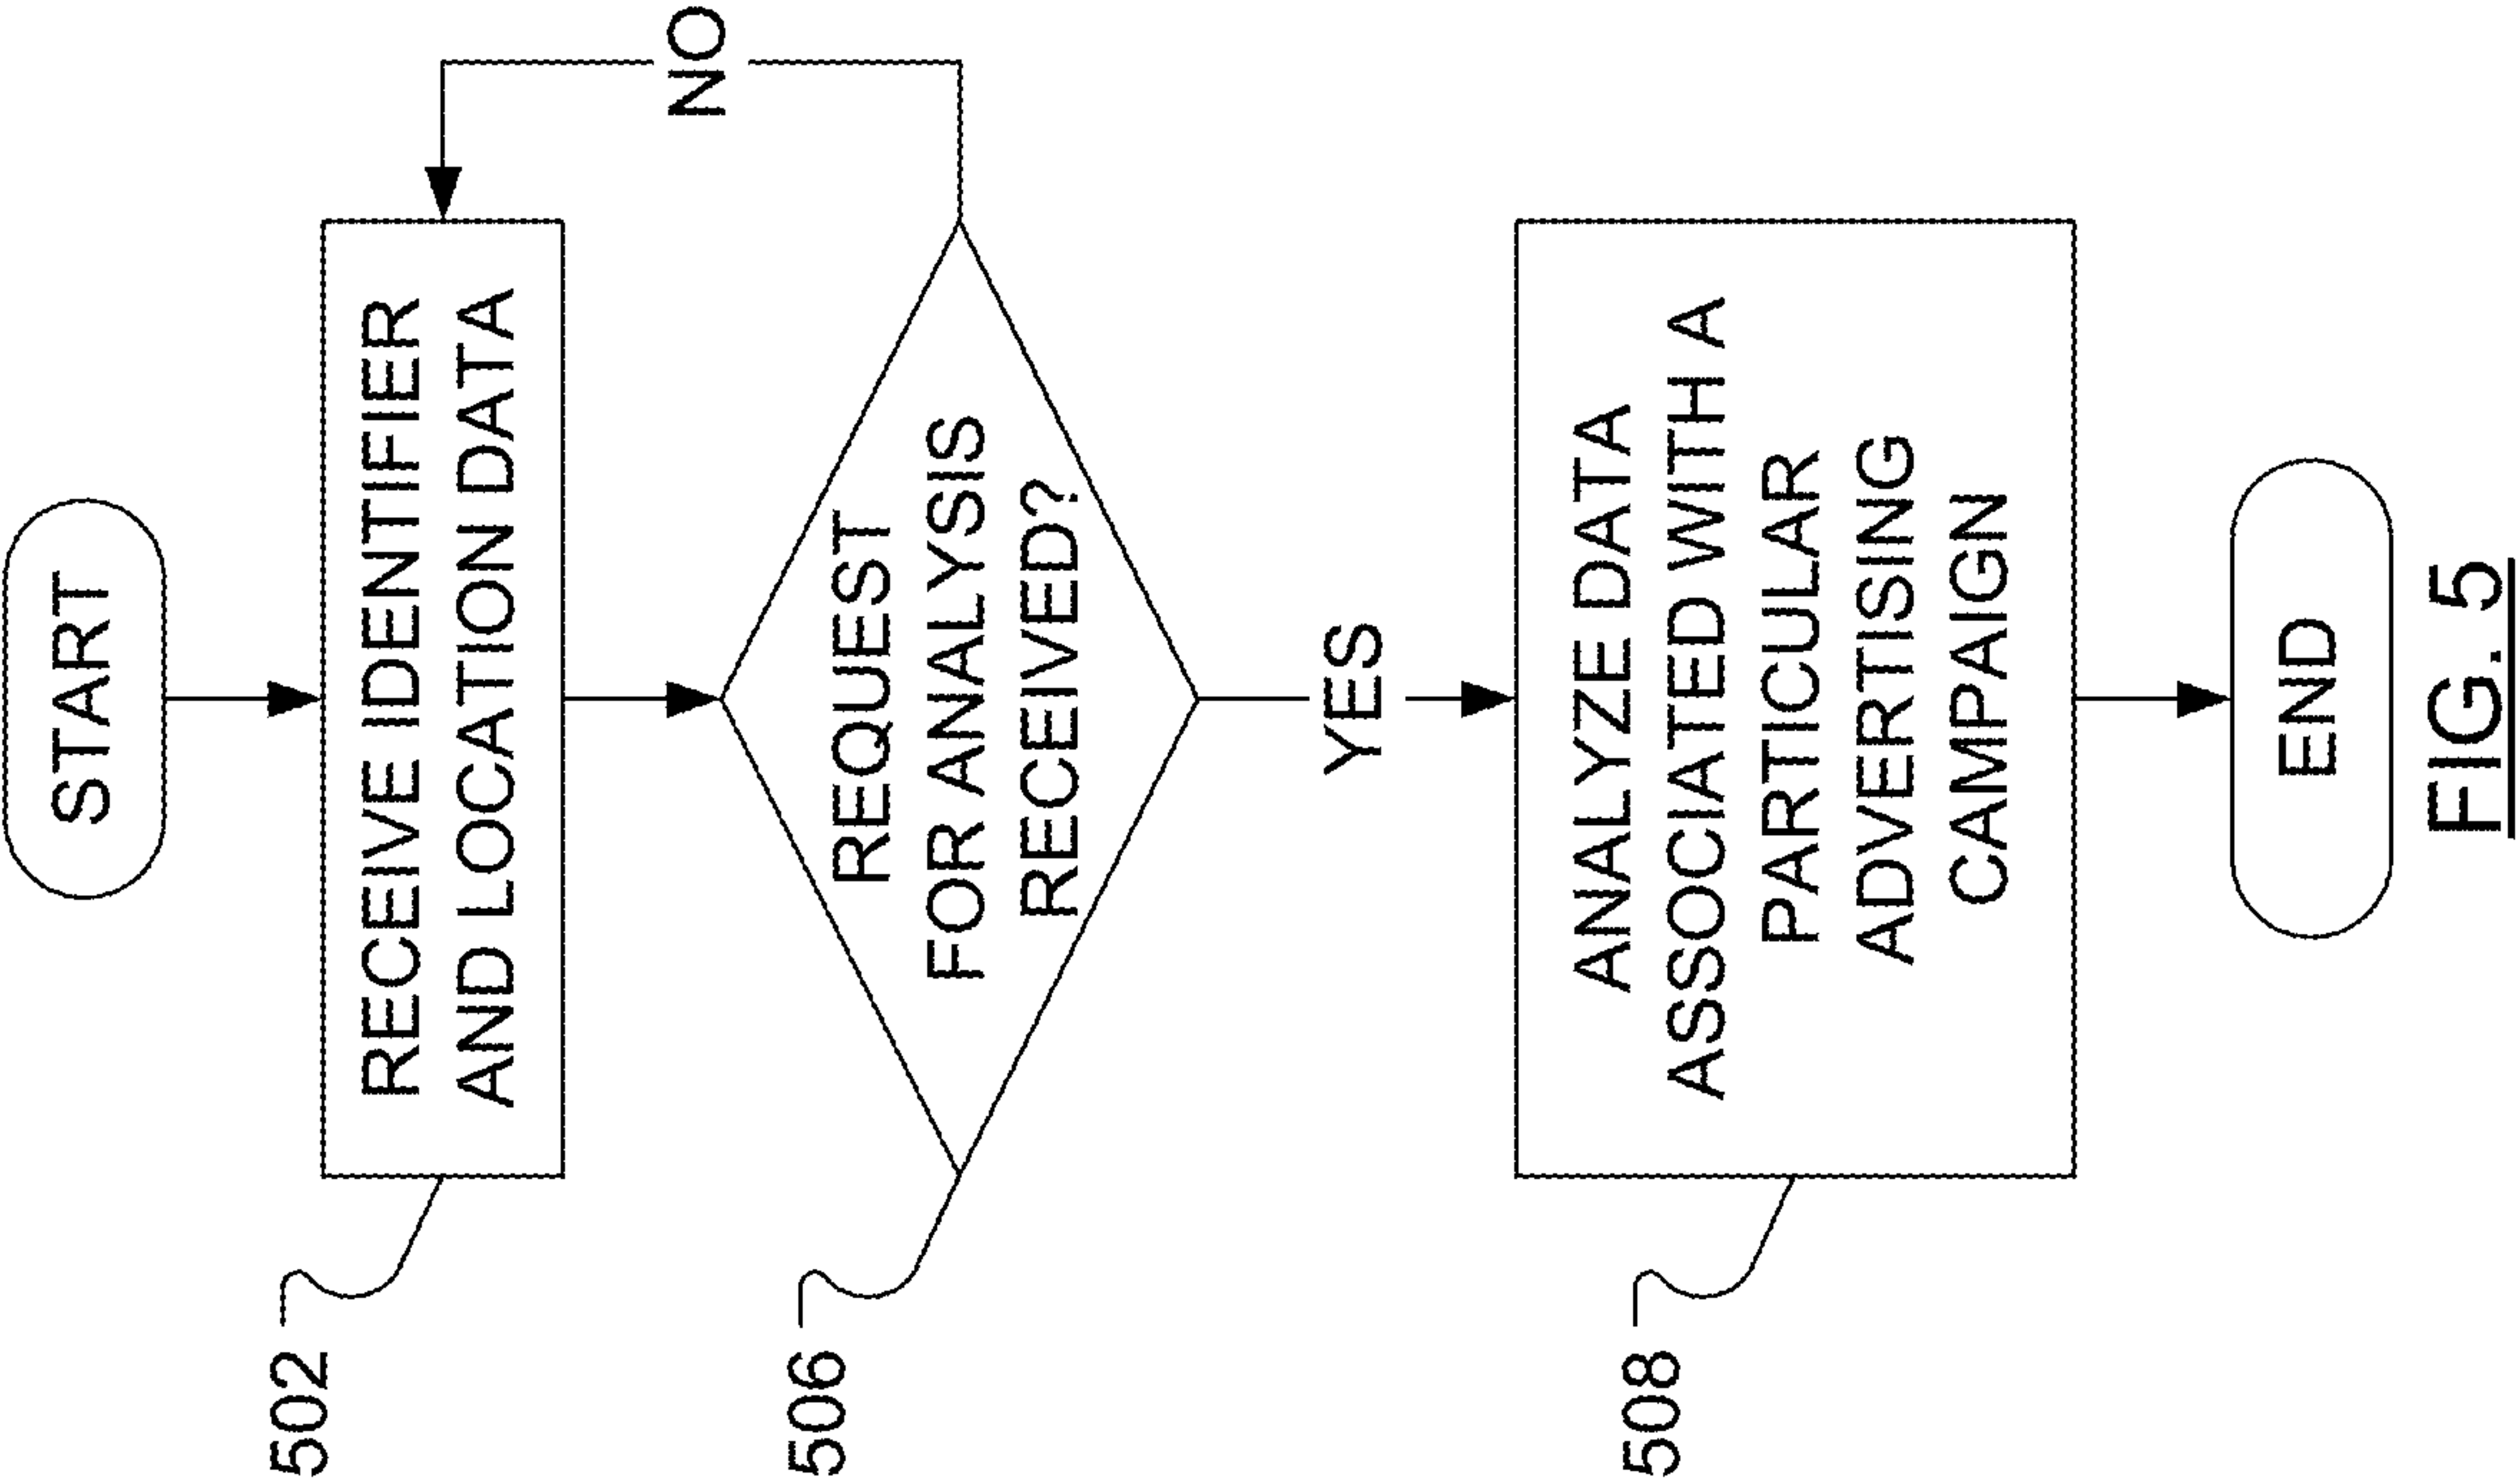 START
502
RECEIVE IDENTIFIER
AND LOCATION DATA
506
REQUEST
FOR ANALYSIS
RECEIVED?
NO
YES
508
ANALYZE DATA
ASSOCIATED WITH A
PARTICULAR
ADVERTISING
CAMPAIGN
END
FIG. 5